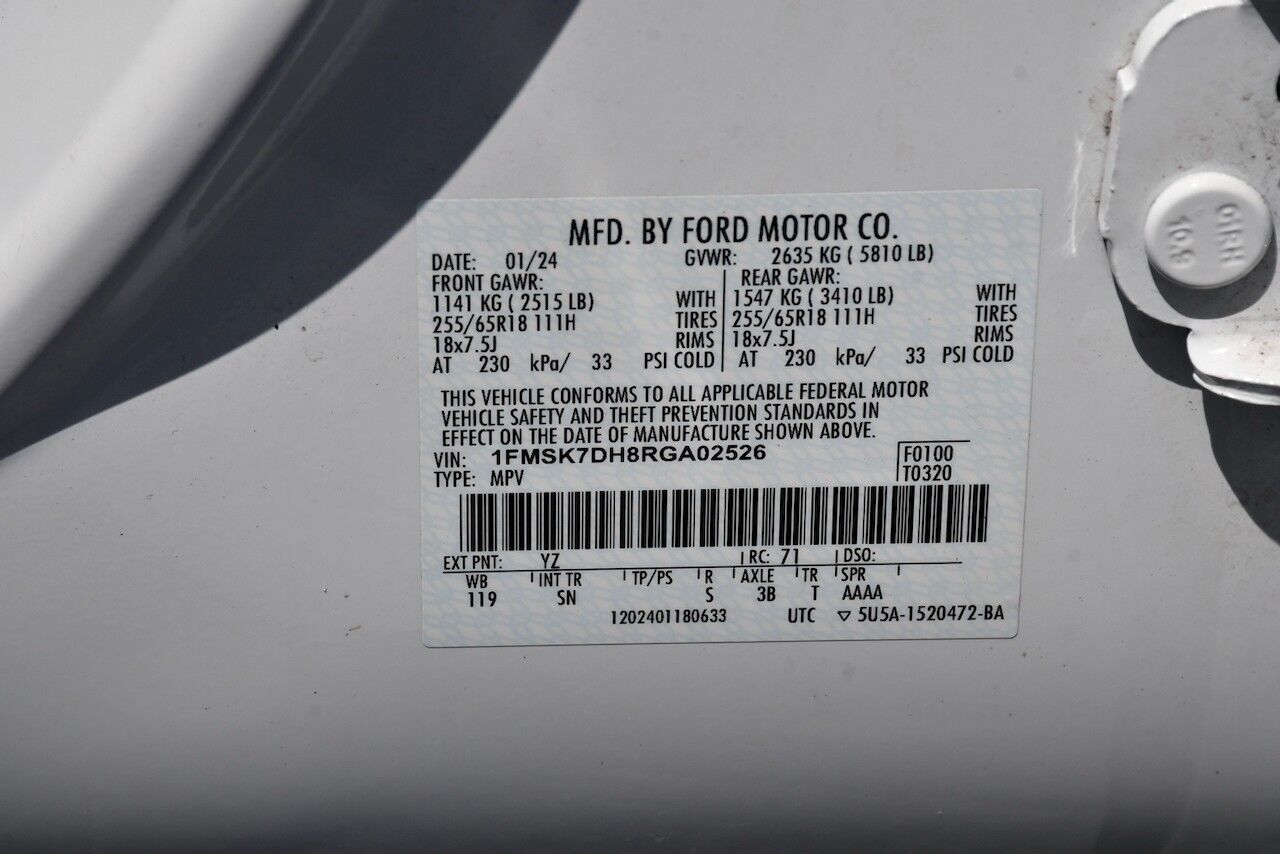 MFD. BY FORD MOTOR CO.
DATE: 01/24 GVWR: 2635 KG ( 5810 LB)
FRONT GAWR: REAR GAWR:
1141 KG ( 2515 LB) WITH 1547 KG ( 3410 LB) WITH
255/65R18 111H TIRES 255/65R18 111H TIRES
18x7.5J RIMS 18x7.5J RIMS
AT 230 kPa/ 33 PSI COLD AT 230 kPa/ 33 PSI COLD
THIS VEHICLE CONFORMS TO ALL APPLICABLE FEDERAL MOTOR
VEHICLE SAFETY AND THEFT PREVENTION STANDARDS IN
EFFECT ON THE DATE OF MANUFACTURE SHOWN ABOVE.
VIN: 1FMSK7DH8RGA02526 F0100
TYPE: MPV T0320
EXT PNT: YZ RC: 71 DSO:
WB INT TR TP/PS R AXLE TR SPR
119 SN S 3B T AAAA
1202401180633 UTC ▽ 5U5A-1520472-BA
GIRH
10.9